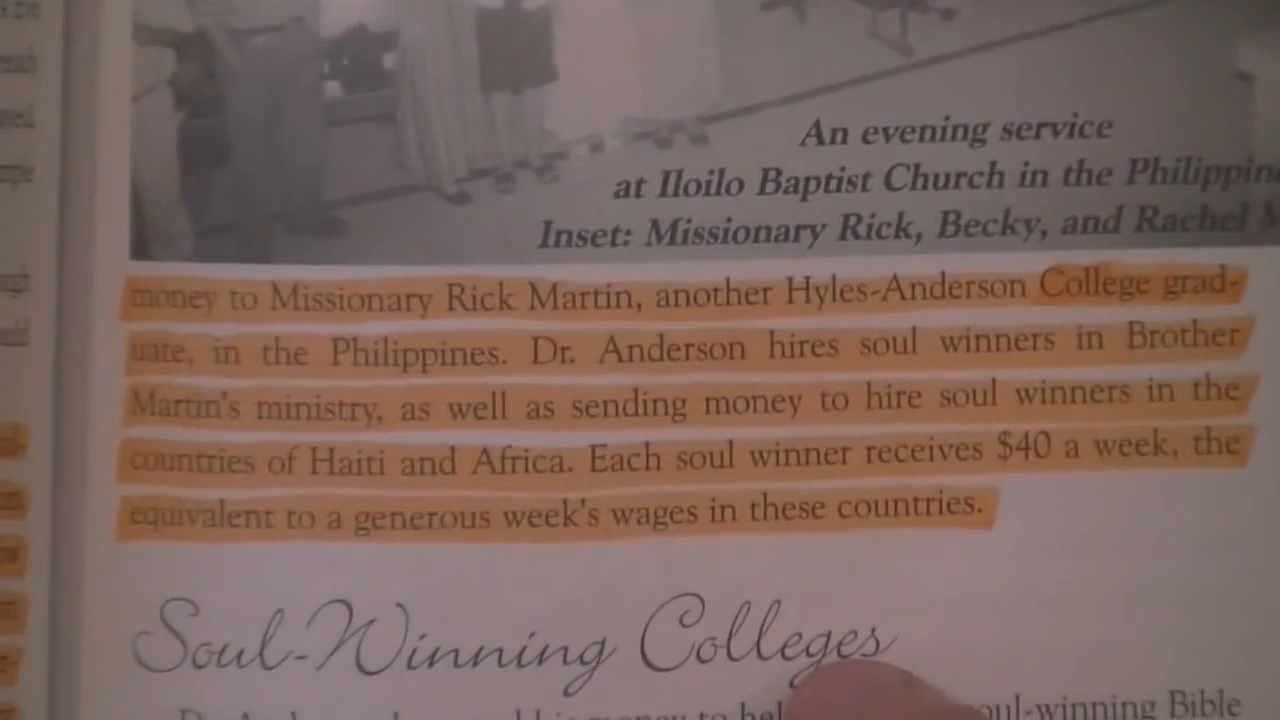 An evening service
at Iloilo Baptist Church in the Philippin
Inset: Missionary Rick, Becky, and Rachel M
money to Missionary Rick Martin, another Hyles-Anderson College grad-
uate, in the Philippines. Dr. Anderson hires soul winners in Brother
Martin's ministry, as well as sending money to hire soul winners in the
countries of Haiti and Africa. Each soul winner receives $40 a week, the
equivalent to a generous week's wages in these countries.
Soul-Winning Colleges
money to hel oul-winning Bible